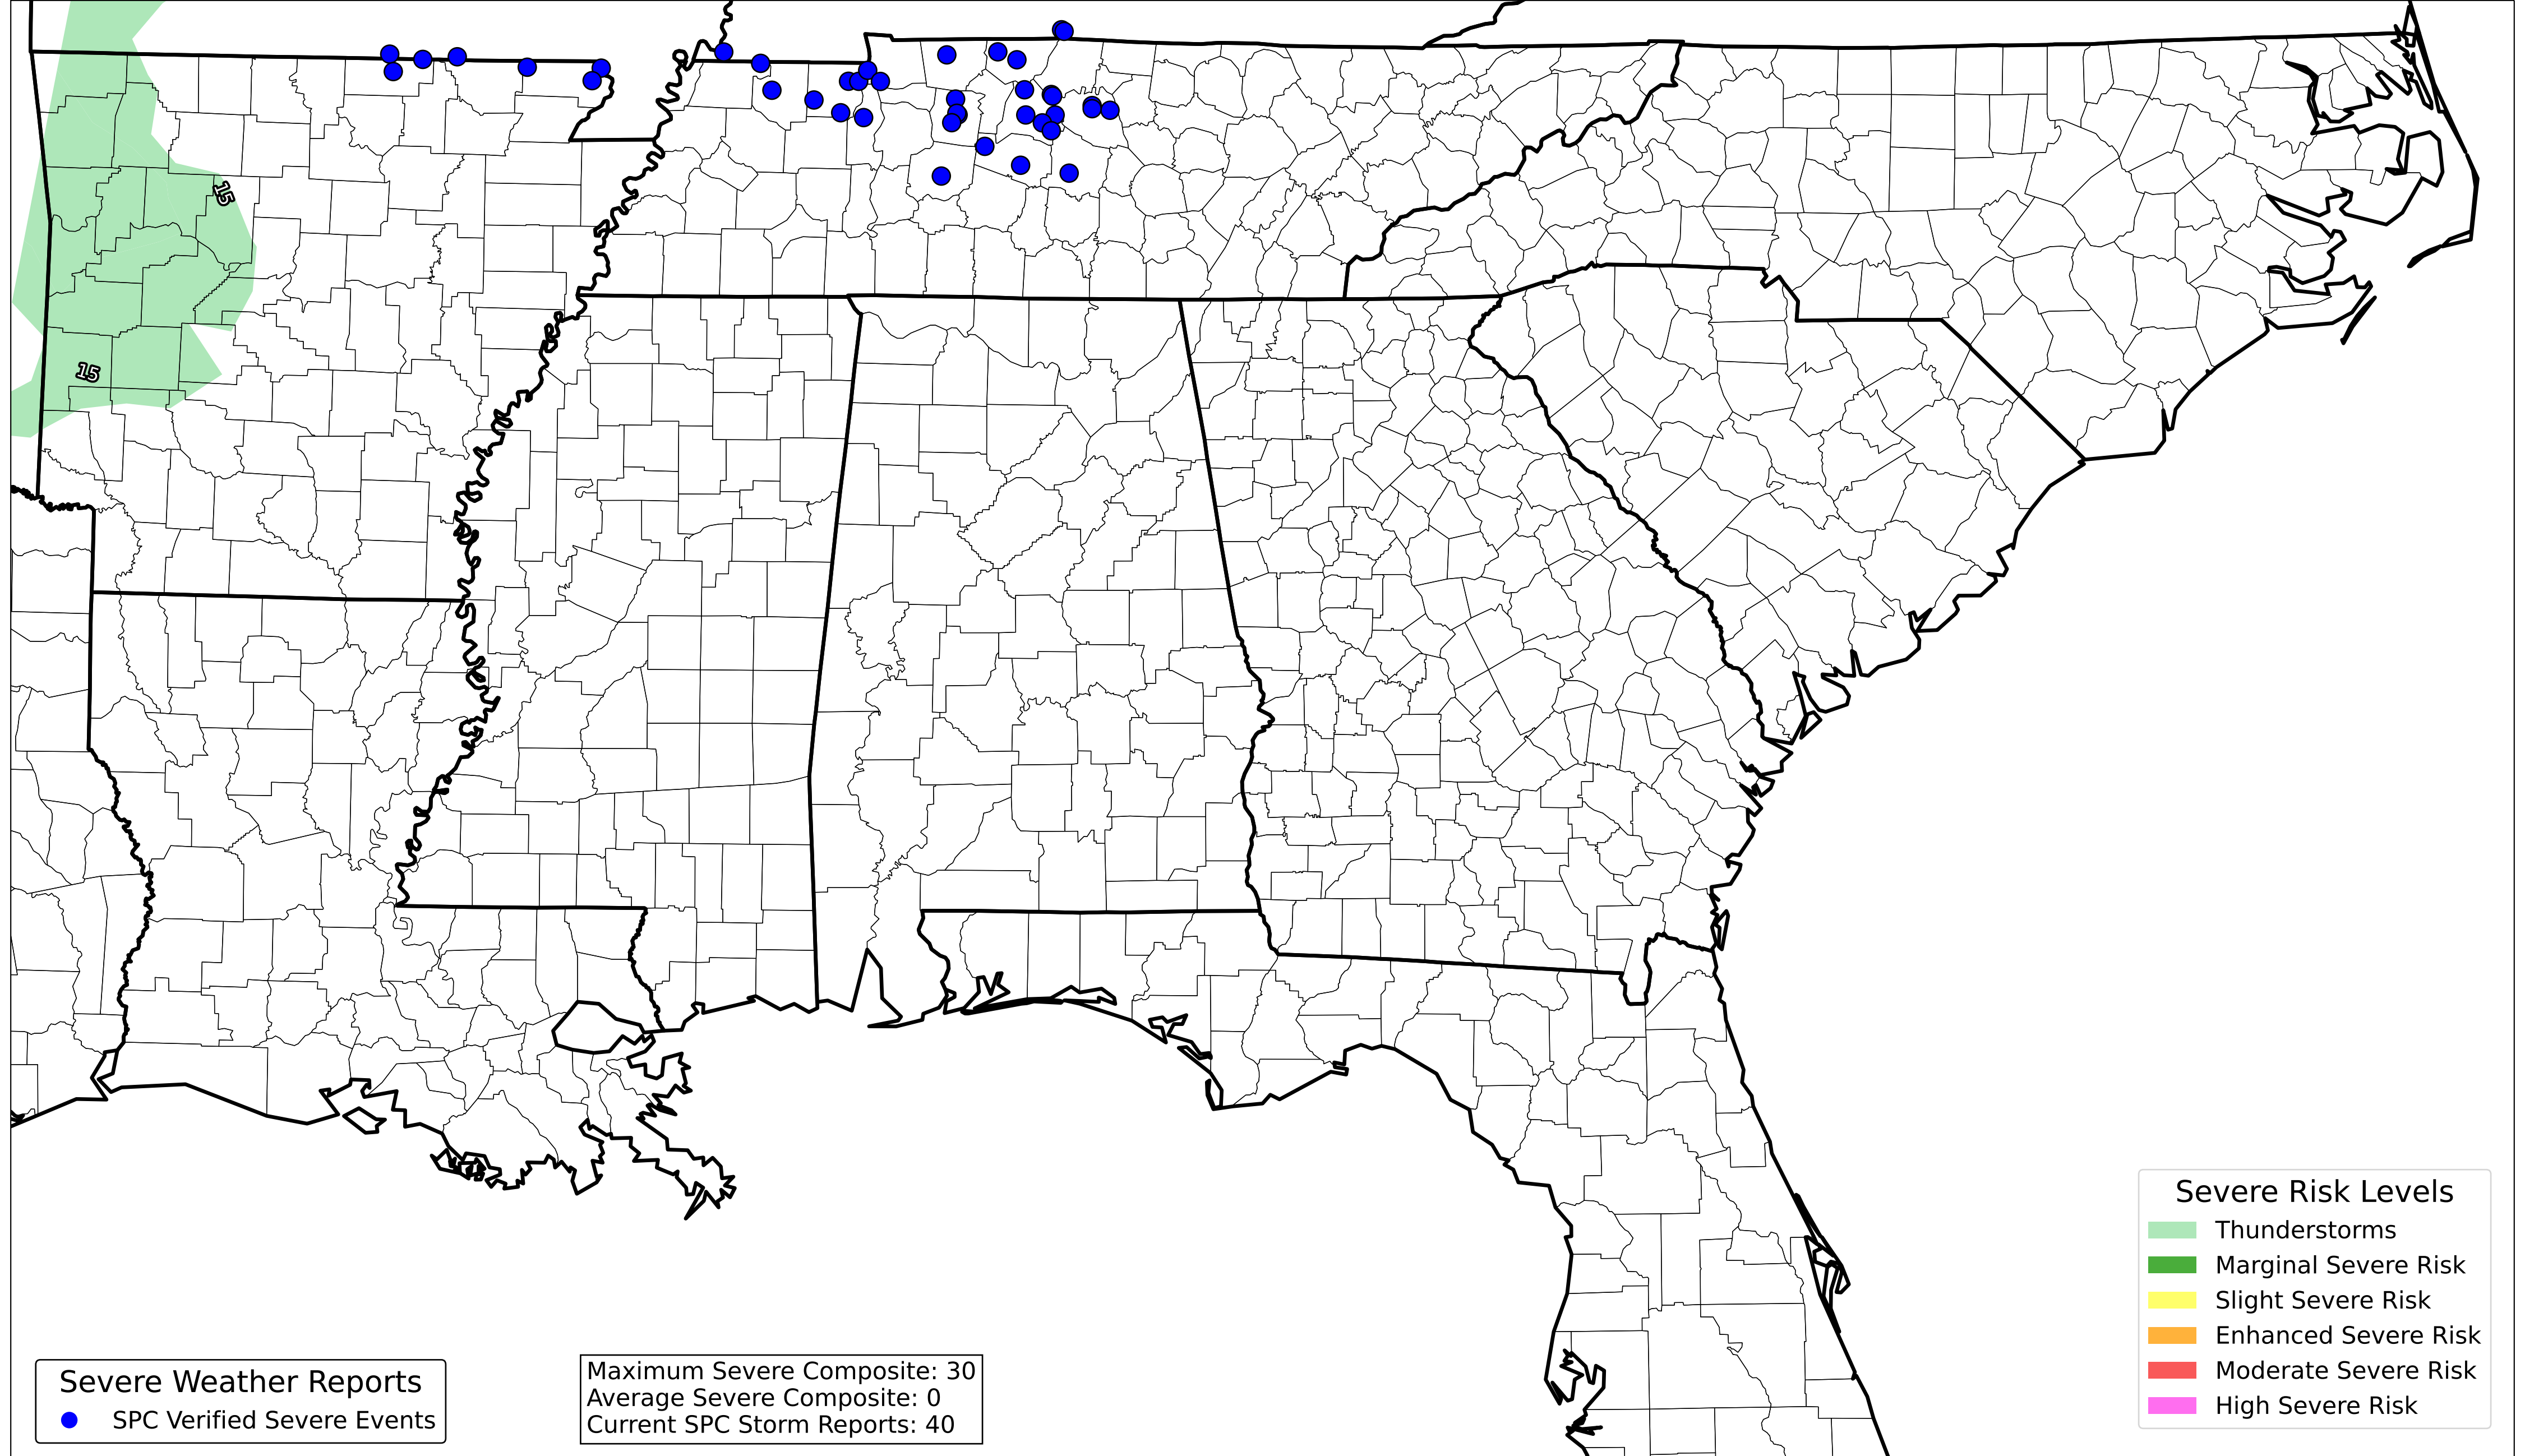 15
15
Severe Weather Reports
SPC Verified Severe Events
Maximum Severe Composite: 30
Average Severe Composite: 0
Current SPC Storm Reports: 40
Severe Risk Levels
Thunderstorms
Marginal Severe Risk
Slight Severe Risk
Enhanced Severe Risk
Moderate Severe Risk
High Severe Risk